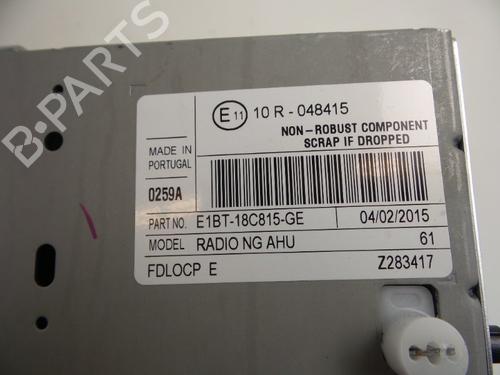 B-PARTS
E11 10 R - 048415
NON - ROBUST COMPONENT
SCRAP IF DROPPED
MADE IN
PORTUGAL
0259A
PART NO. E1BT-18C815-GE 04/02/2015
MODEL RADIO NG AHU 61
FDLOCP E Z283417